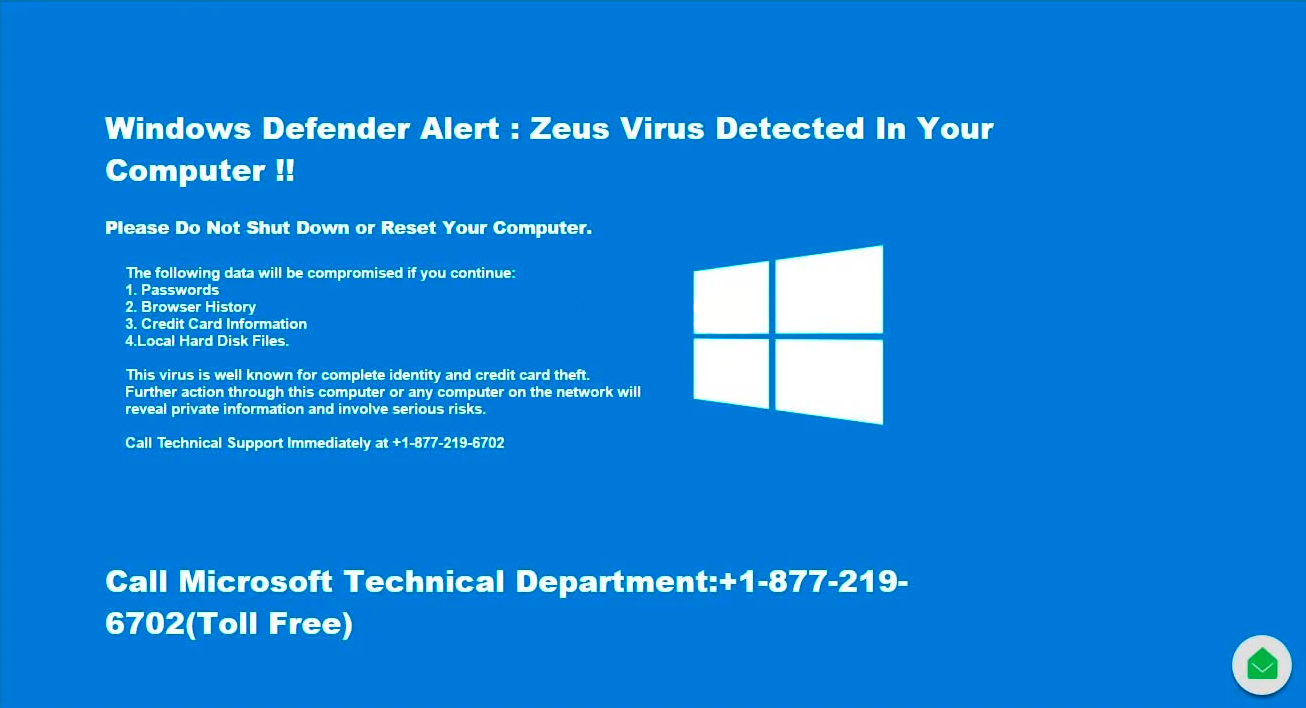 Windows Defender Alert : Zeus Virus Detected In Your
Computer !!
Please Do Not Shut Down or Reset Your Computer.
The following data will be compromised if you continue:
1. Passwords
2. Browser History
3. Credit Card Information
4.Local Hard Disk Files.
This virus is well known for complete identity and credit card theft.
Further action through this computer or any computer on the network will
reveal private information and involve serious risks.
Call Technical Support Immediately at +1-877-219-6702
Call Microsoft Technical Department:+1-877-219-
6702(Toll Free)